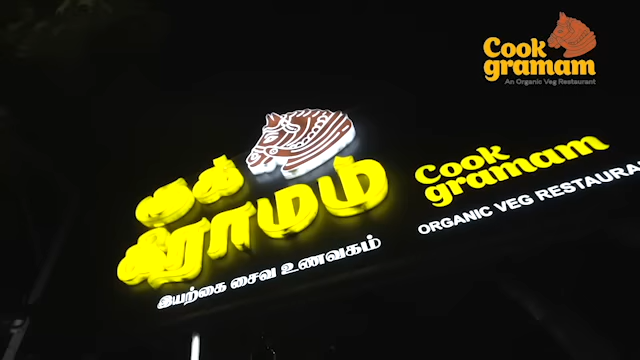 Cook
gramam
An Organic Veg Restaurant
குக்
கிராமம்
இயற்கை சைவ உணவகம்
Cook
gramam
ORGANIC VEG RESTAURA